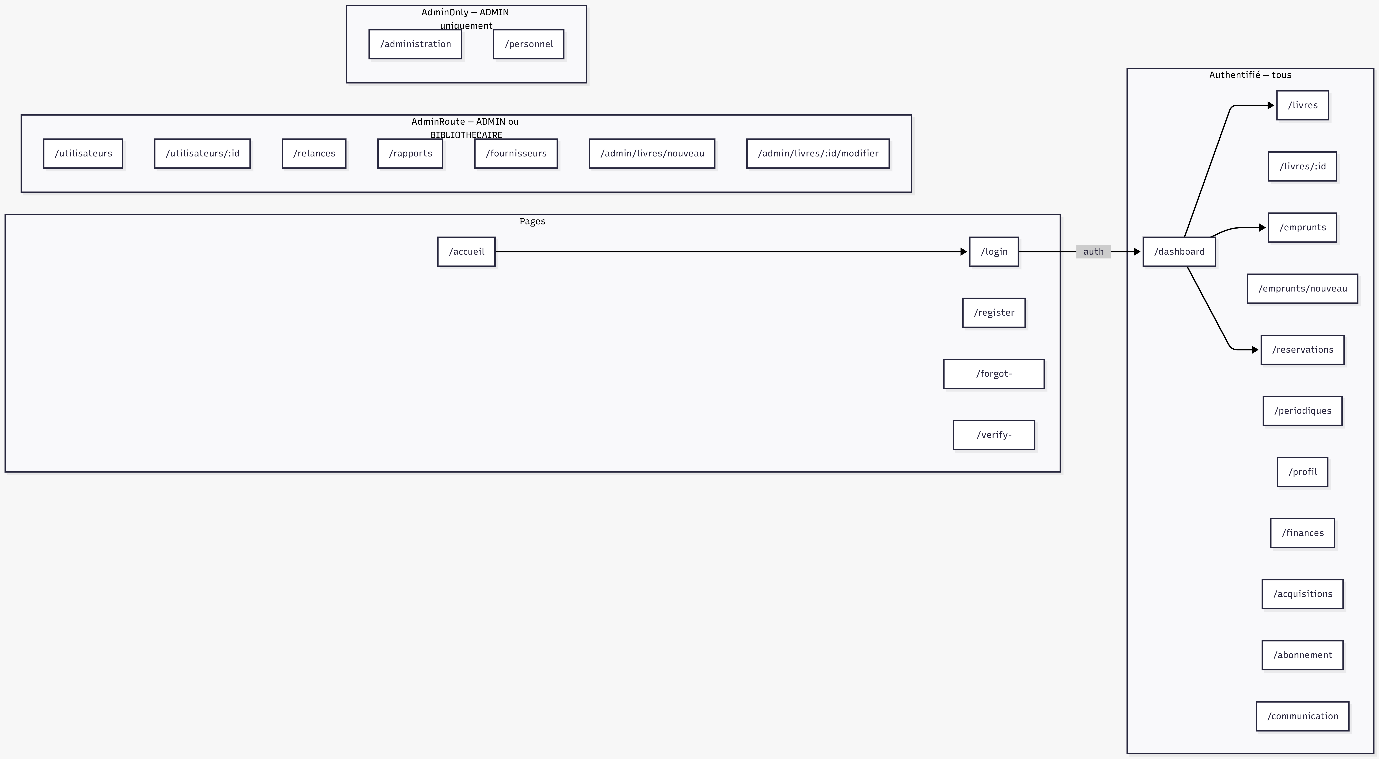 AdminOnly — ADMIN
uniquement
/administration
/personnel
AdminRoute — ADMIN ou
BIBLIOTHECAIRE
/utilisateurs
/utilisateurs/:id
/relances
/rapports
/fournisseurs
/admin/livres/nouveau
/admin/livres/:id/modifier
Pages
/accueil
/login
/register
/forgot-
/verify-
auth
Authentifié — tous
/dashboard
/livres
/livres/:id
/emprunts
/emprunts/nouveau
/reservations
/periodiques
/profil
/finances
/acquisitions
/abonnement
/communication